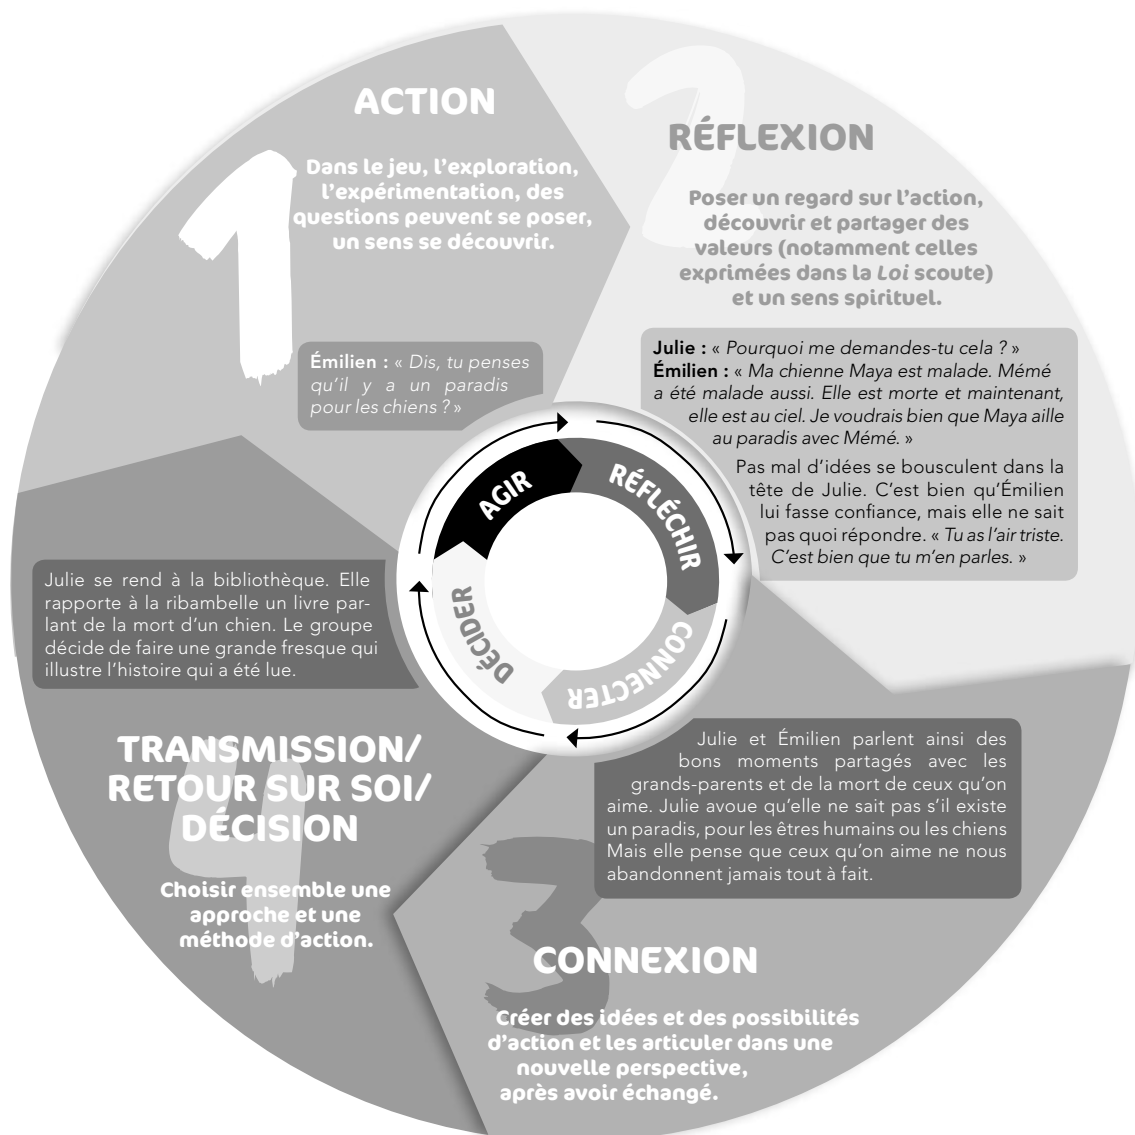 1
ACTION
Dans le jeu, l'exploration,
l'expérimentation, des
questions peuvent se poser,
un sens se découvrir.
Émilien : « Dis, tu penses
qu'il y a un paradis
pour les chiens ? »
2
RÉFLEXION
Poser un regard sur l'action,
découvrir et partager des
valeurs (notamment celles
exprimées dans la Loi scoute)
et un sens spirituel.
Julie : « Pourquoi me demandes-tu cela ? »
Émilien : « Ma chienne Maya est malade. Mémé
a été malade aussi. Elle est morte et maintenant,
elle est au ciel. Je voudrais bien que Maya aille
au paradis avec Mémé. »
Pas mal d'idées se bousculent dans la
tête de Julie. C'est bien qu'Émilien
lui fasse confiance, mais elle ne sait
pas quoi répondre. « Tu as l'air triste.
C'est bien que tu m'en parles. »
AGIR
RÉFLÉCHIR
CONNECTER
DÉCIDER
Julie et Émilien parlent ainsi des
bons moments partagés avec les
grands-parents et de la mort de ceux qu'on
aime. Julie avoue qu'elle ne sait pas s'il existe
un paradis, pour les êtres humains ou les chiens
Mais elle pense que ceux qu'on aime ne nous
abandonnent jamais tout à fait.
3
CONNEXION
Créer des idées et des possibilités
d'action et les articuler dans une
nouvelle perspective,
après avoir échangé.
Julie se rend à la bibliothèque. Elle
rapporte à la ribambelle un livre par-
lant de la mort d'un chien. Le groupe
décide de faire une grande fresque qui
illustre l'histoire qui a été lue.
4
TRANSMISSION/
RETOUR SUR SOI/
DÉCISION
Choisir ensemble une
approche et une
méthode d'action.